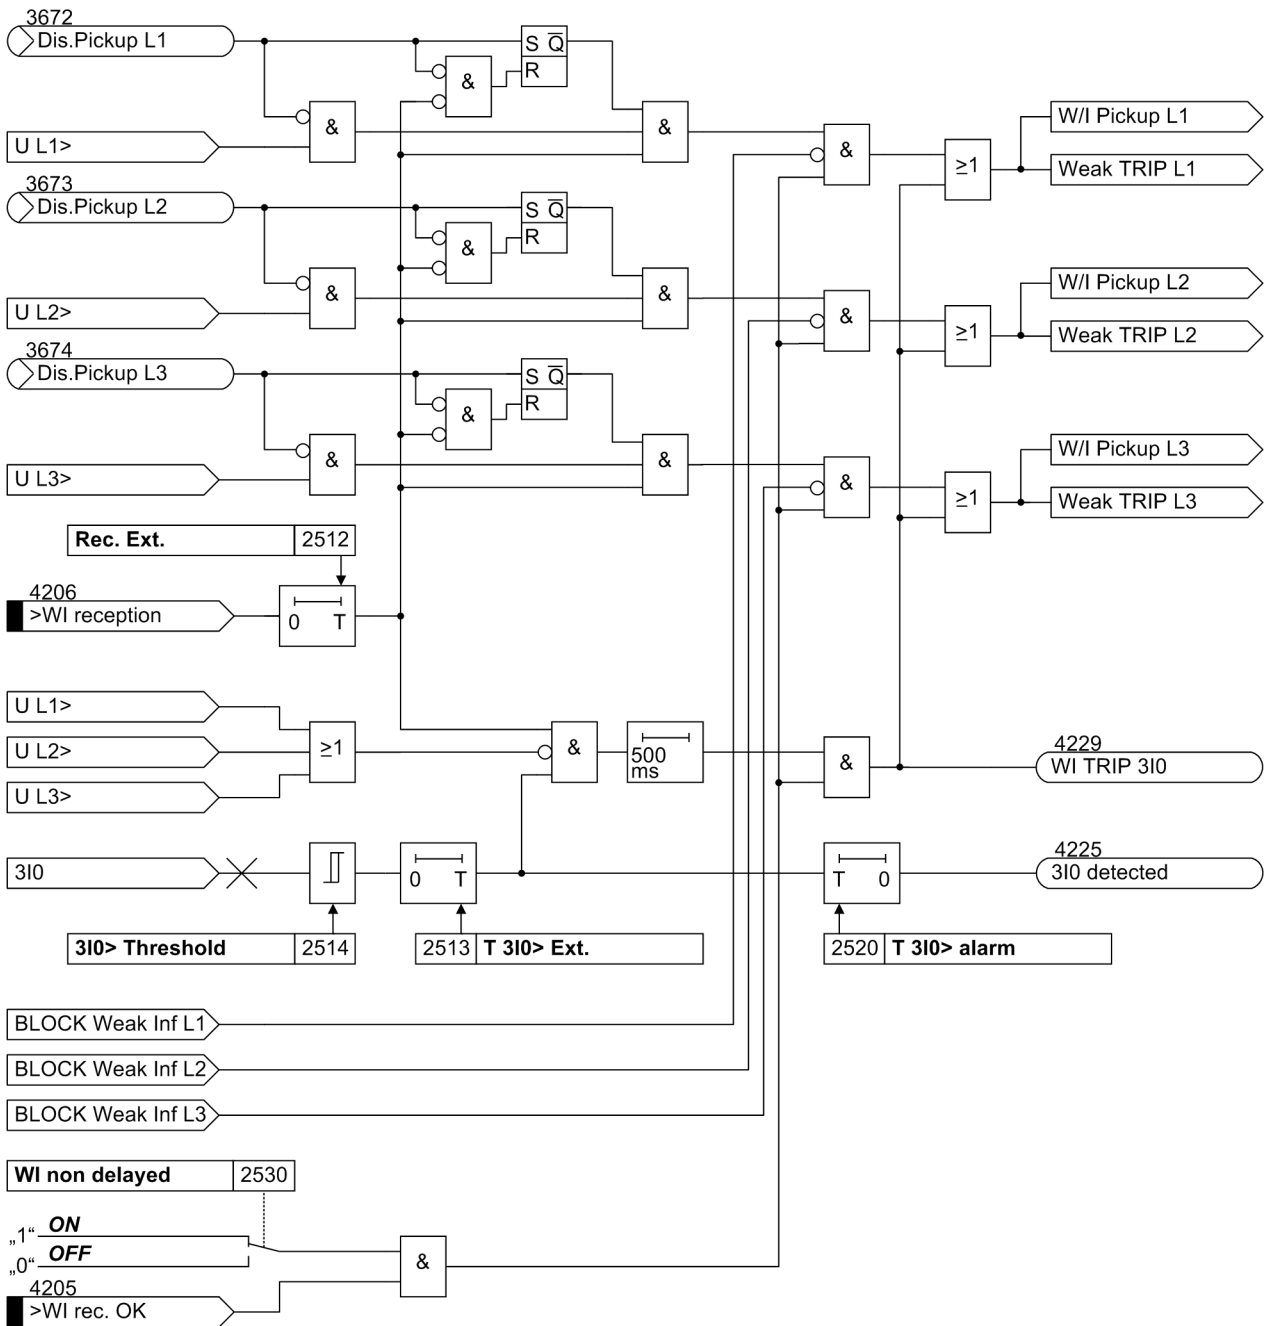 3672
Dis.Pickup L1
S Q̅
R
&
&
&
U L1>
&
≥1
W/I Pickup L1
Weak TRIP L1
3673
Dis.Pickup L2
S Q̅
R
&
&
&
U L2>
&
≥1
W/I Pickup L2
Weak TRIP L2
3674
Dis.Pickup L3
S Q̅
R
&
&
&
U L3>
&
≥1
W/I Pickup L3
Weak TRIP L3
Rec. Ext. 2512
4206
>WI reception
0 T
U L1>
U L2>
U L3>
≥1
&
500
ms
&
4229
WI TRIP 3I0
3I0
0 T
T 0
4225
3I0 detected
3I0> Threshold 2514
2513 T 3I0> Ext.
2520 T 3I0> alarm
BLOCK Weak Inf L1
BLOCK Weak Inf L2
BLOCK Weak Inf L3
WI non delayed 2530
„1“ ON
„0“ OFF
&
4205
>WI rec. OK